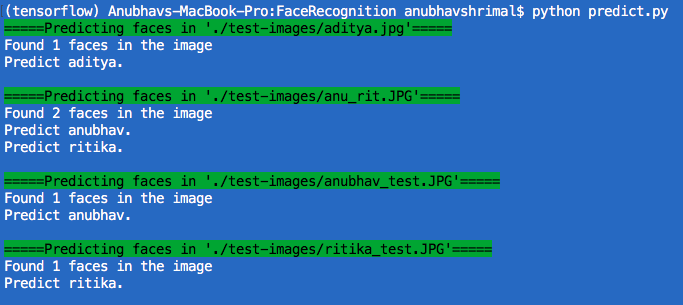 (tensorflow) Anubhavs-MacBook-Pro:FaceRecognition anubhavshrimal$ python predict.py
=====Predicting faces in './test-images/aditya.jpg'=====
Found 1 faces in the image
Predict aditya.
=====Predicting faces in './test-images/anu_rit.JPG'=====
Found 2 faces in the image
Predict anubhav.
Predict ritika.
=====Predicting faces in './test-images/anubhav_test.JPG'=====
Found 1 faces in the image
Predict anubhav.
=====Predicting faces in './test-images/ritika_test.JPG'=====
Found 1 faces in the image
Predict ritika.